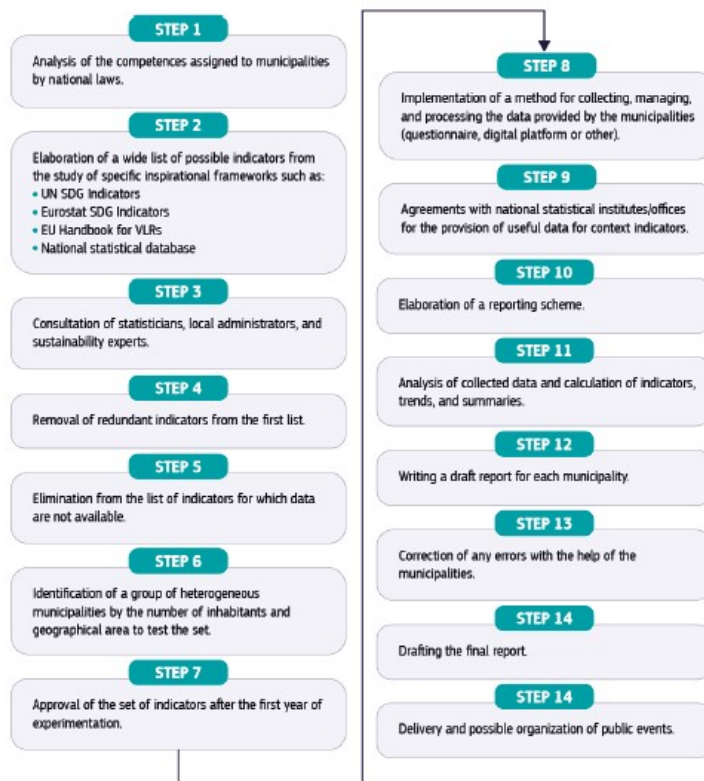 STEP 1
Analysis of the competences assigned to municipalities
by national laws.
STEP 2
Elaboration of a wide list of possible indicators from
the study of specific inspirational frameworks such as:
• UN SDG Indicators
• Eurostat SDG Indicators
• EU Handbook for VLRs
• National statistical database
STEP 3
Consultation of statisticians, local administrators, and
sustainability experts.
STEP 4
Removal of redundant indicators from the first list.
STEP 5
Elimination from the list of indicators for which data
are not available.
STEP 6
Identification of a group of heterogeneous
municipalities by the number of inhabitants and
geographical area to test the set.
STEP 7
Approval of the set of indicators after the first year of
experimentation.
STEP 8
Implementation of a method for collecting, managing,
and processing the data provided by the municipalities
(questionnaire, digital platform or other).
STEP 9
Agreements with national statistical institutes/offices
for the provision of useful data for context indicators.
STEP 10
Elaboration of a reporting scheme.
STEP 11
Analysis of collected data and calculation of indicators,
trends, and summaries.
STEP 12
Writing a draft report for each municipality.
STEP 13
Correction of any errors with the help of the
municipalities.
STEP 14
Drafting the final report.
STEP 14
Delivery and possible organization of public events.